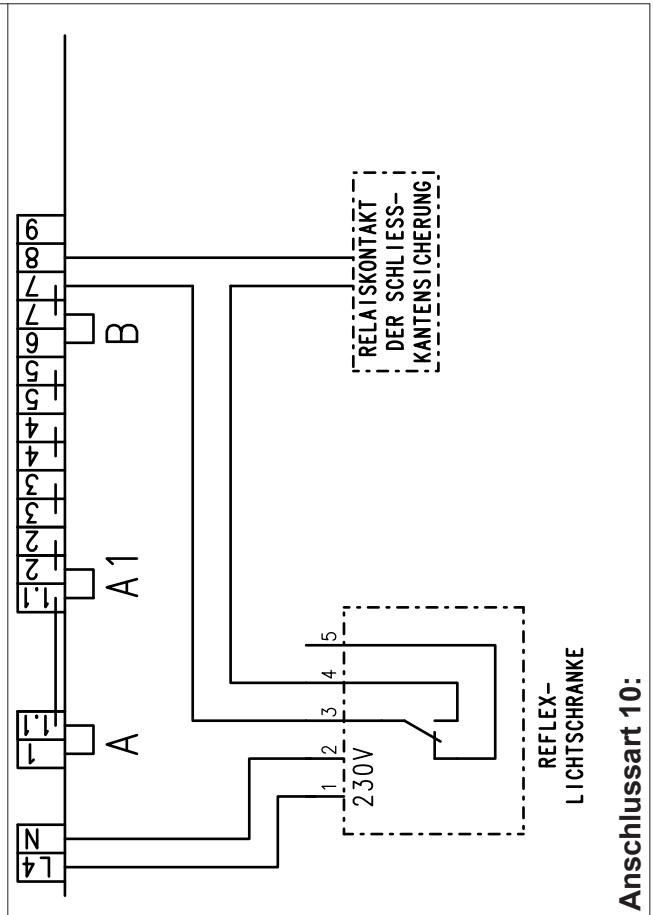 L4 N 1 1.1 1.1 2 2 3 3 4 4 5 5 6 7 7 8 9
A
A1
B
1 2 3 4 5
230V
RELAISKONTAKT
DER SCHLIESS-
KANTENSICHERUNG
REFLEX-
LICHTSCHRANKE
Anschlussart 10: